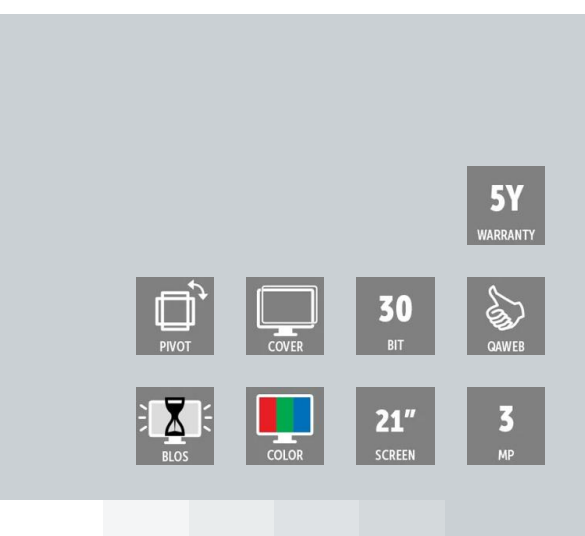 5Y
WARRANTY
PIVOT
COVER
30
BIT
QAWEB
BLOS
COLOR
21"
SCREEN
3
MP